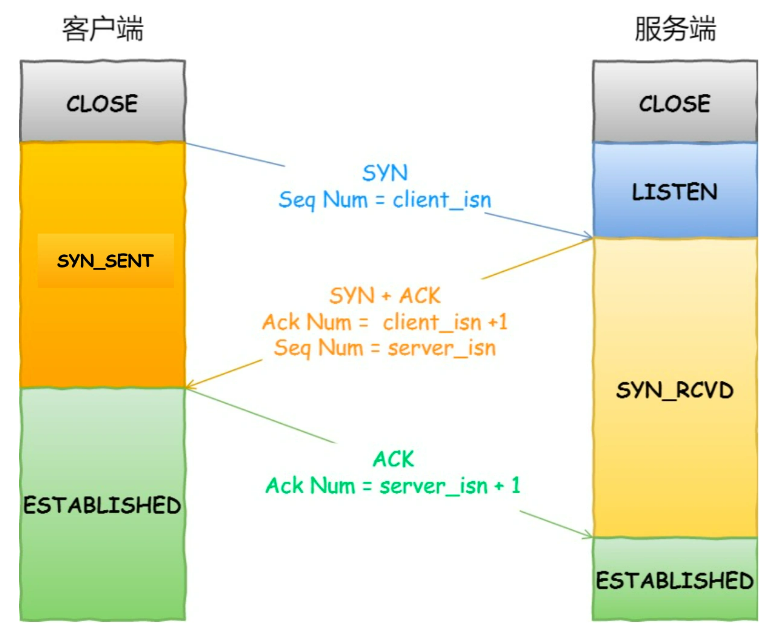 客户端
服务端
CLOSE
CLOSE
SYN
Seq Num = client_isn
LISTEN
SYN_SENT
SYN + ACK
Ack Num = client_isn +1
Seq Num = server_isn
SYN_RCVD
ACK
Ack Num = server_isn + 1
ESTABLISHED
ESTABLISHED